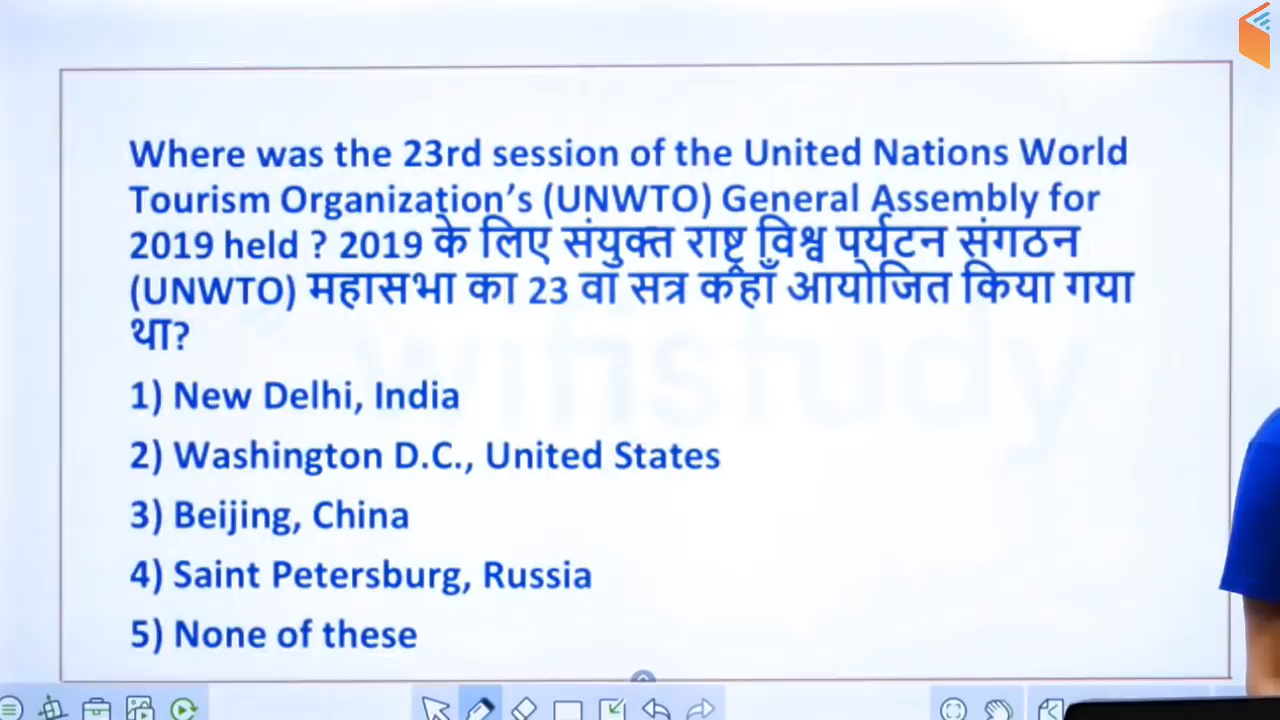 Where was the 23rd session of the United Nations World
Tourism Organization's (UNWTO) General Assembly for
2019 held ? 2019 के लिए संयुक्त राष्ट्र विश्व पर्यटन संगठन
(UNWTO) महासभा का 23 वां सत्र कहाँ आयोजित किया गया
था?
wifistudy
1) New Delhi, India
2) Washington D.C., United States
3) Beijing, China
4) Saint Petersburg, Russia
5) None of these